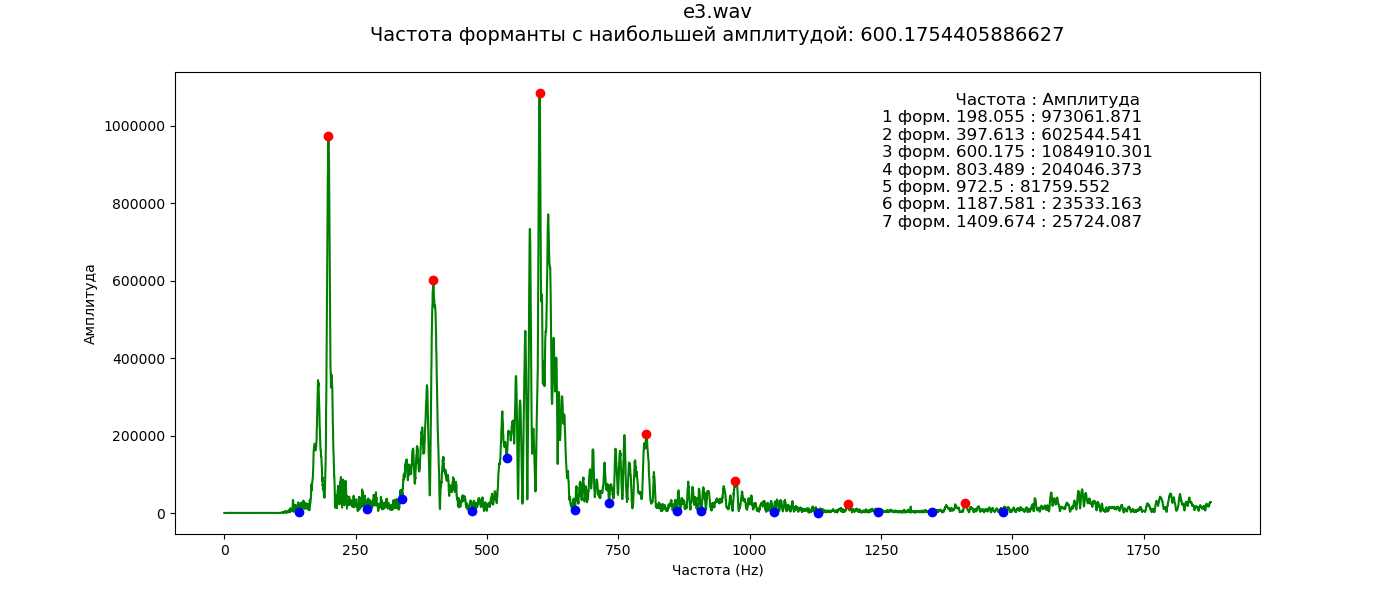 e3.wav
Частота форманты с наибольшей амплитудой: 600.1754405886627
Частота : Амплитуда
1 форм. 198.055 : 973061.871
2 форм. 397.613 : 602544.541
3 форм. 600.175 : 1084910.301
4 форм. 803.489 : 204046.373
5 форм. 972.5 : 81759.552
6 форм. 1187.581 : 23533.163
7 форм. 1409.674 : 25724.087
1000000
800000
600000
400000
200000
0
Амплитуда
0 250 500 750 1000 1250 1500 1750
Частота (Hz)